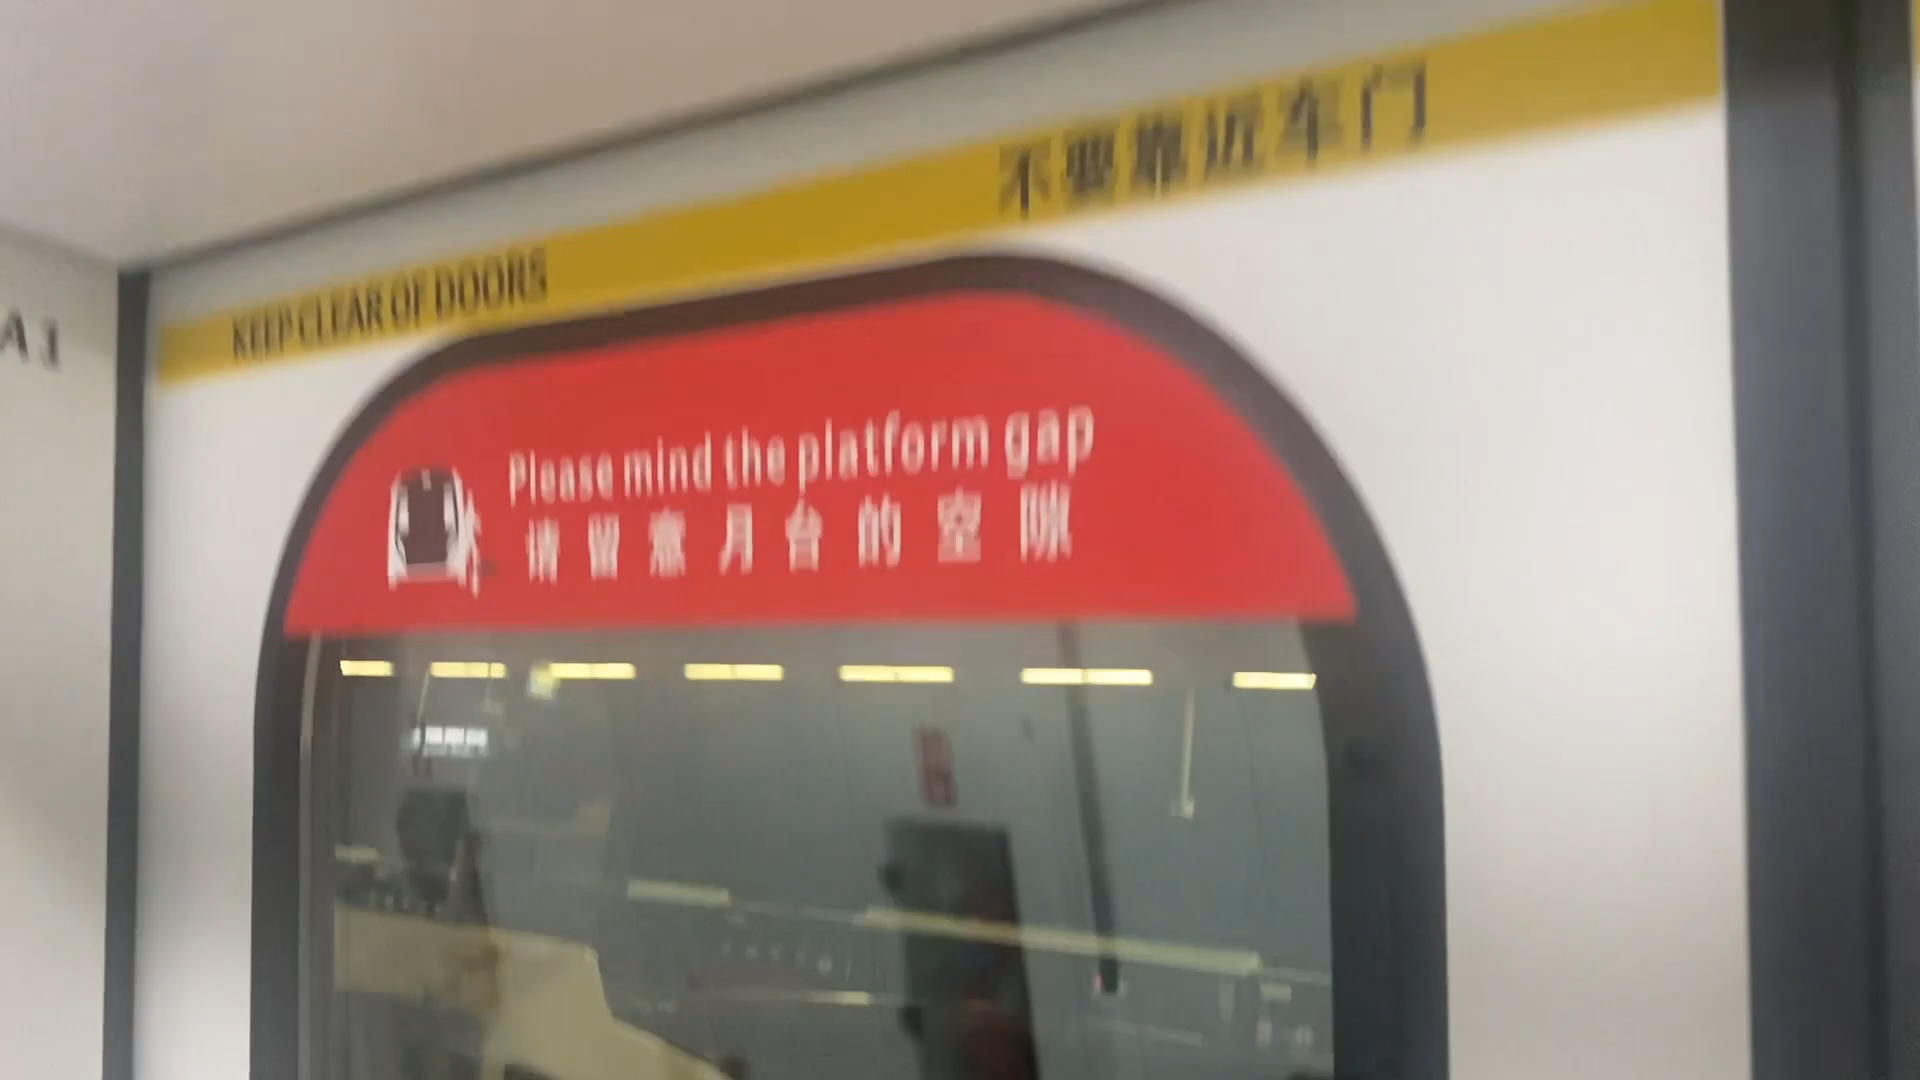 不要靠近车门
KEEP CLEAR OF DOORS
A1
Please mind the platform gap
请留意月台的空隙